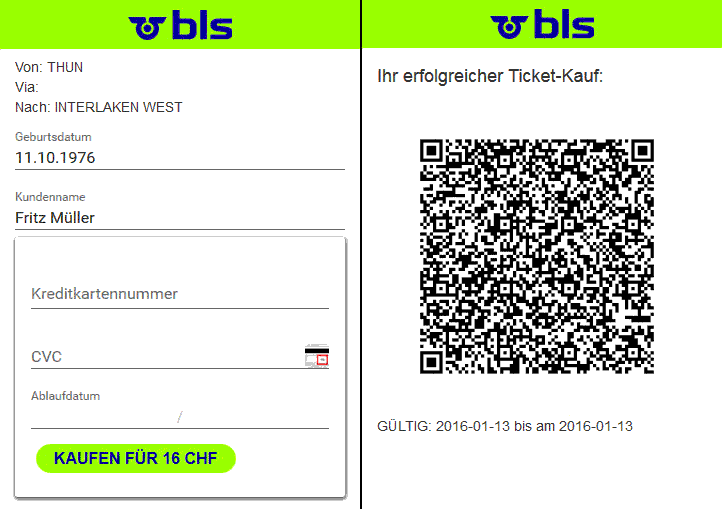 bls
Von: THUN
Via:
Nach: INTERLAKEN WEST
Geburtsdatum
11.10.1976
Kundenname
Fritz Müller
Kreditkartennummer
CVC
Ablaufdatum
/
KAUFEN FÜR 16 CHF
bls
Ihr erfolgreicher Ticket-Kauf:
GÜLTIG: 2016-01-13 bis am 2016-01-13